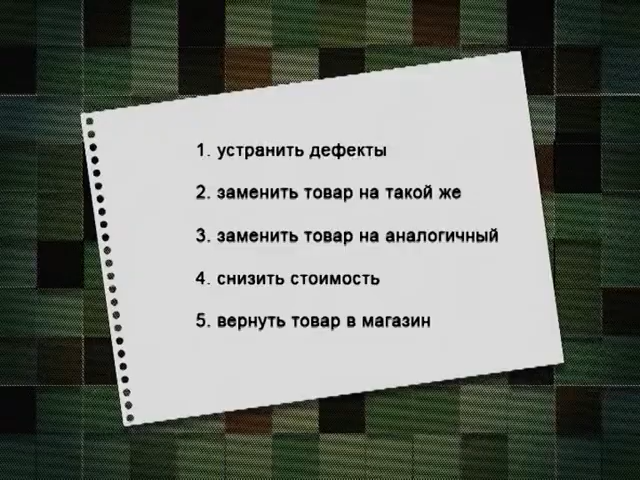 1. устранить дефекты
2. заменить товар на такой же
3. заменить товар на аналогичный
4. снизить стоимость
5. вернуть товар в магазин